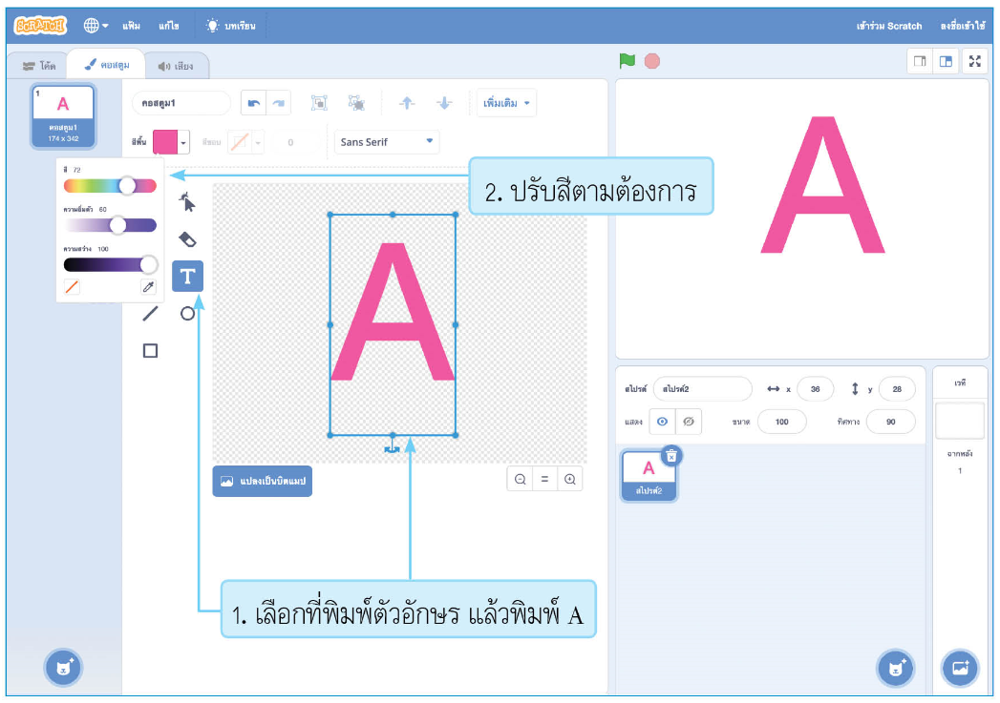 SCRATCH แฟ้ม แก้ไข บทเรียน เข้าร่วม Scratch ลงชื่อเข้าใช้
โค้ด คอสตูม เสียง
1
A
คอสตูม1
174 x 342
คอสตูม1 เพิ่มเติม
สีพื้น สีขอบ 0 Sans Serif
สี 72
ความอิ่มตัว 60
ความสว่าง 100
T
A
2. ปรับสีตามต้องการ
A
แปลงเป็นบิตแมป
1. เลือกที่พิมพ์ตัวอักษร แล้วพิมพ์ A
สไปรต์ สไปรต์2 x 36 y 28
แสดง ขนาด 100 ทิศทาง 90
A
สไปรต์2
เวที
ฉากหลัง
1